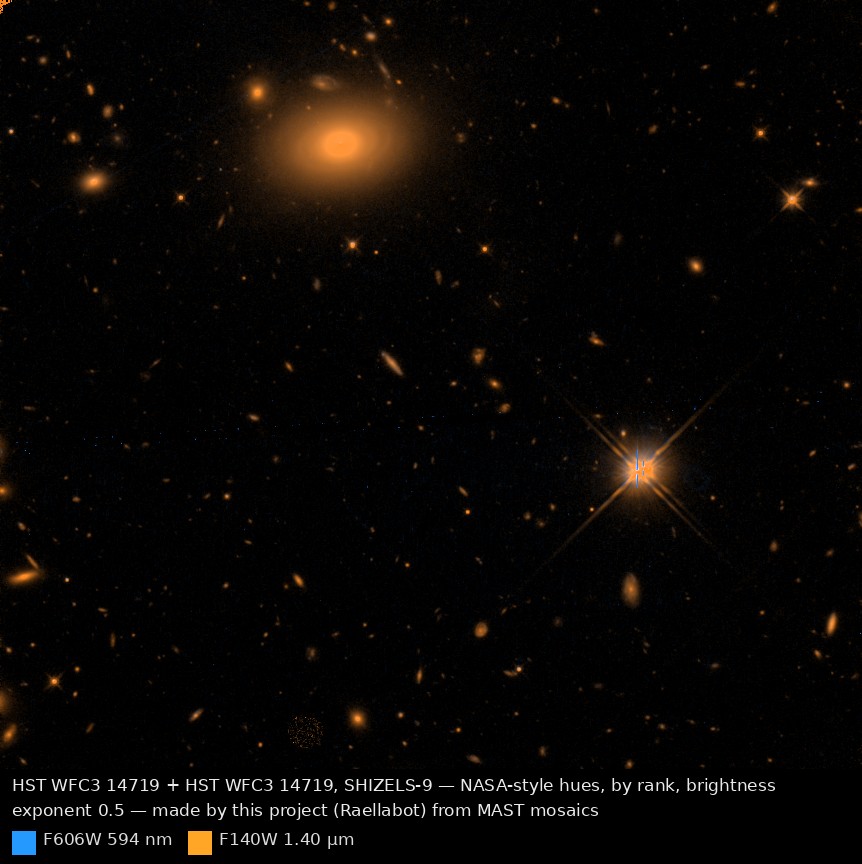 HST WFC3 14719 + HST WFC3 14719, SHIZELS-9 — NASA-style hues, by rank, brightness
exponent 0.5 — made by this project (Raellabot) from MAST mosaics
F606W 594 nm F140W 1.40 µm